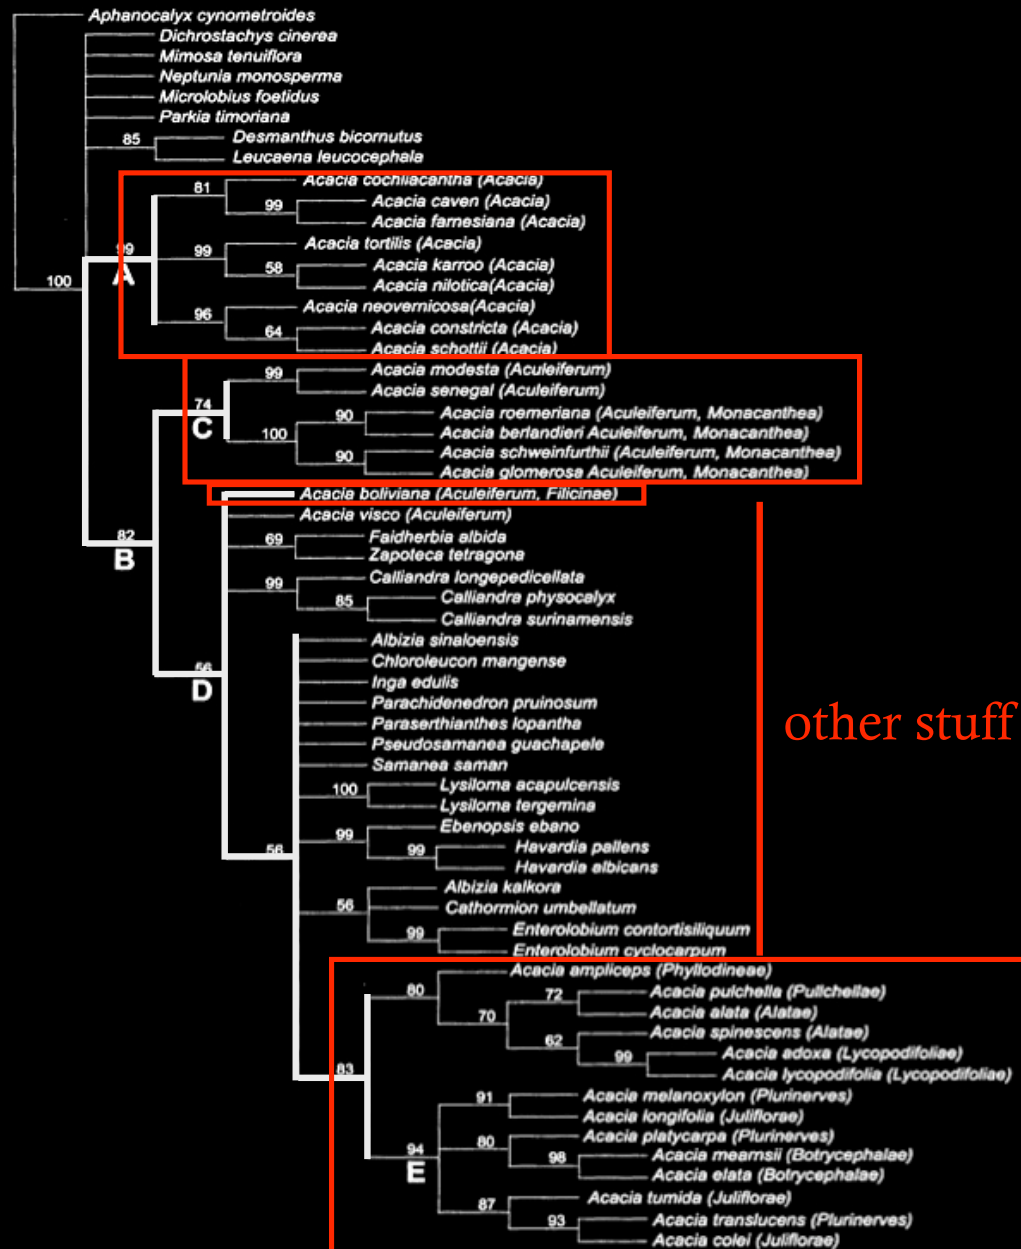 Aphanocalyx cynometroides
Dichrostachys cinerea
Mimosa tenuiflora
Neptunia monosperma
Microlobius foetidus
Parkia timoriana
85
Desmanthus bicornutus
Leucaena leucocephala
81
Acacia cochliacantha (Acacia)
99
Acacia caven (Acacia)
Acacia farnesiana (Acacia)
99
A
100
99
Acacia tortilis (Acacia)
58
Acacia karroo (Acacia)
Acacia nilotica(Acacia)
96
Acacia neovernicosa(Acacia)
64
Acacia constricta (Acacia)
Acacia schottii (Acacia)
99
Acacia modesta (Aculeiferum)
Acacia senegal (Aculeiferum)
74
C
90
Acacia roemeriana (Aculeiferum, Monacanthea)
Acacia berlandieri Aculeiferum, Monacanthea)
100
90
Acacia schweinfurthii (Aculeiferum, Monacanthea)
Acacia glomerosa Aculeiferum, Monacanthea)
82
B
Acacia boliviana (Aculeiferum, Filicinae)
Acacia visco (Aculeiferum)
69
Faidherbia albida
Zapoteca tetragona
99
Calliandra longepedicellata
85
Calliandra physocalyx
Calliandra surinamensis
56
D
Albizia sinaloensis
Chloroleucon mangense
Inga edulis
Parachidenedron pruinosum
Paraserthianthes lopantha
Pseudosamanea guachapele
Samanea saman
other stuff
100
Lysiloma acapulcensis
Lysiloma tergemina
99
Ebenopsis ebano
99
Havardia pallens
Havardia albicans
56
56
Albizia kalkora
Cathormion umbellatum
99
Enterolobium contortisiliquum
Enterolobium cyclocarpum
80
Acacia ampliceps (Phyllodineae)
72
Acacia pulchella (Pullchellae)
Acacia alata (Alatae)
70
62
Acacia spinescens (Alatae)
99
Acacia adoxa (Lycopodifoliae)
Acacia lycopodifolia (Lycopodifoliae)
83
91
Acacia melanoxylon (Plurinerves)
Acacia longifolia (Juliflorae)
94
E
80
Acacia platycarpa (Plurinerves)
98
Acacia mearnsii (Botrycephalae)
Acacia elata (Botrycephalae)
87
Acacia tumida (Juliflorae)
93
Acacia translucens (Plurinerves)
Acacia colei (Juliflorae)